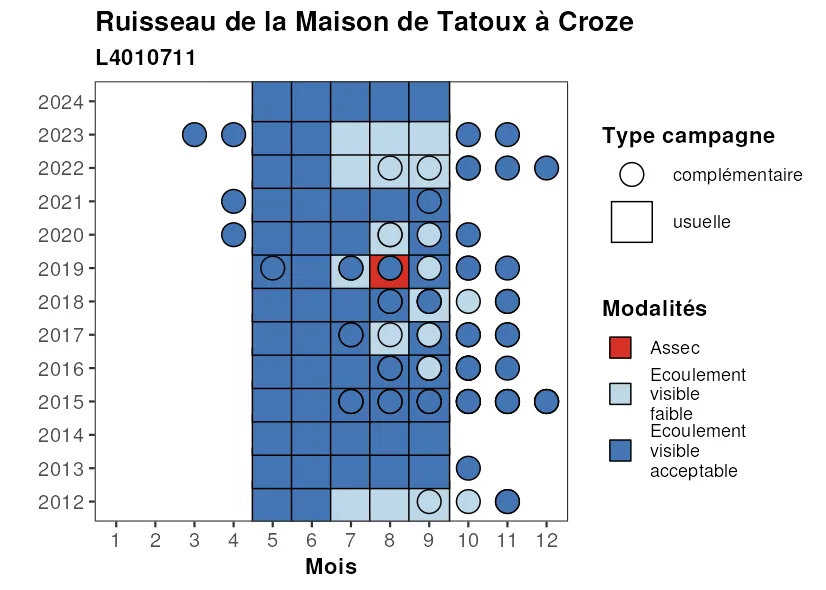 Ruisseau de la Maison de Tatoux à Croze
L4010711
2024
2023
2022
2021
2020
2019
2018
2017
2016
2015
2014
2013
2012
1 2 3 4 5 6 7 8 9 10 11 12
Mois
Type campagne
complémentaire
usuelle
Modalités
Assec
Ecoulement
visible
faible
Ecoulement
visible
acceptable